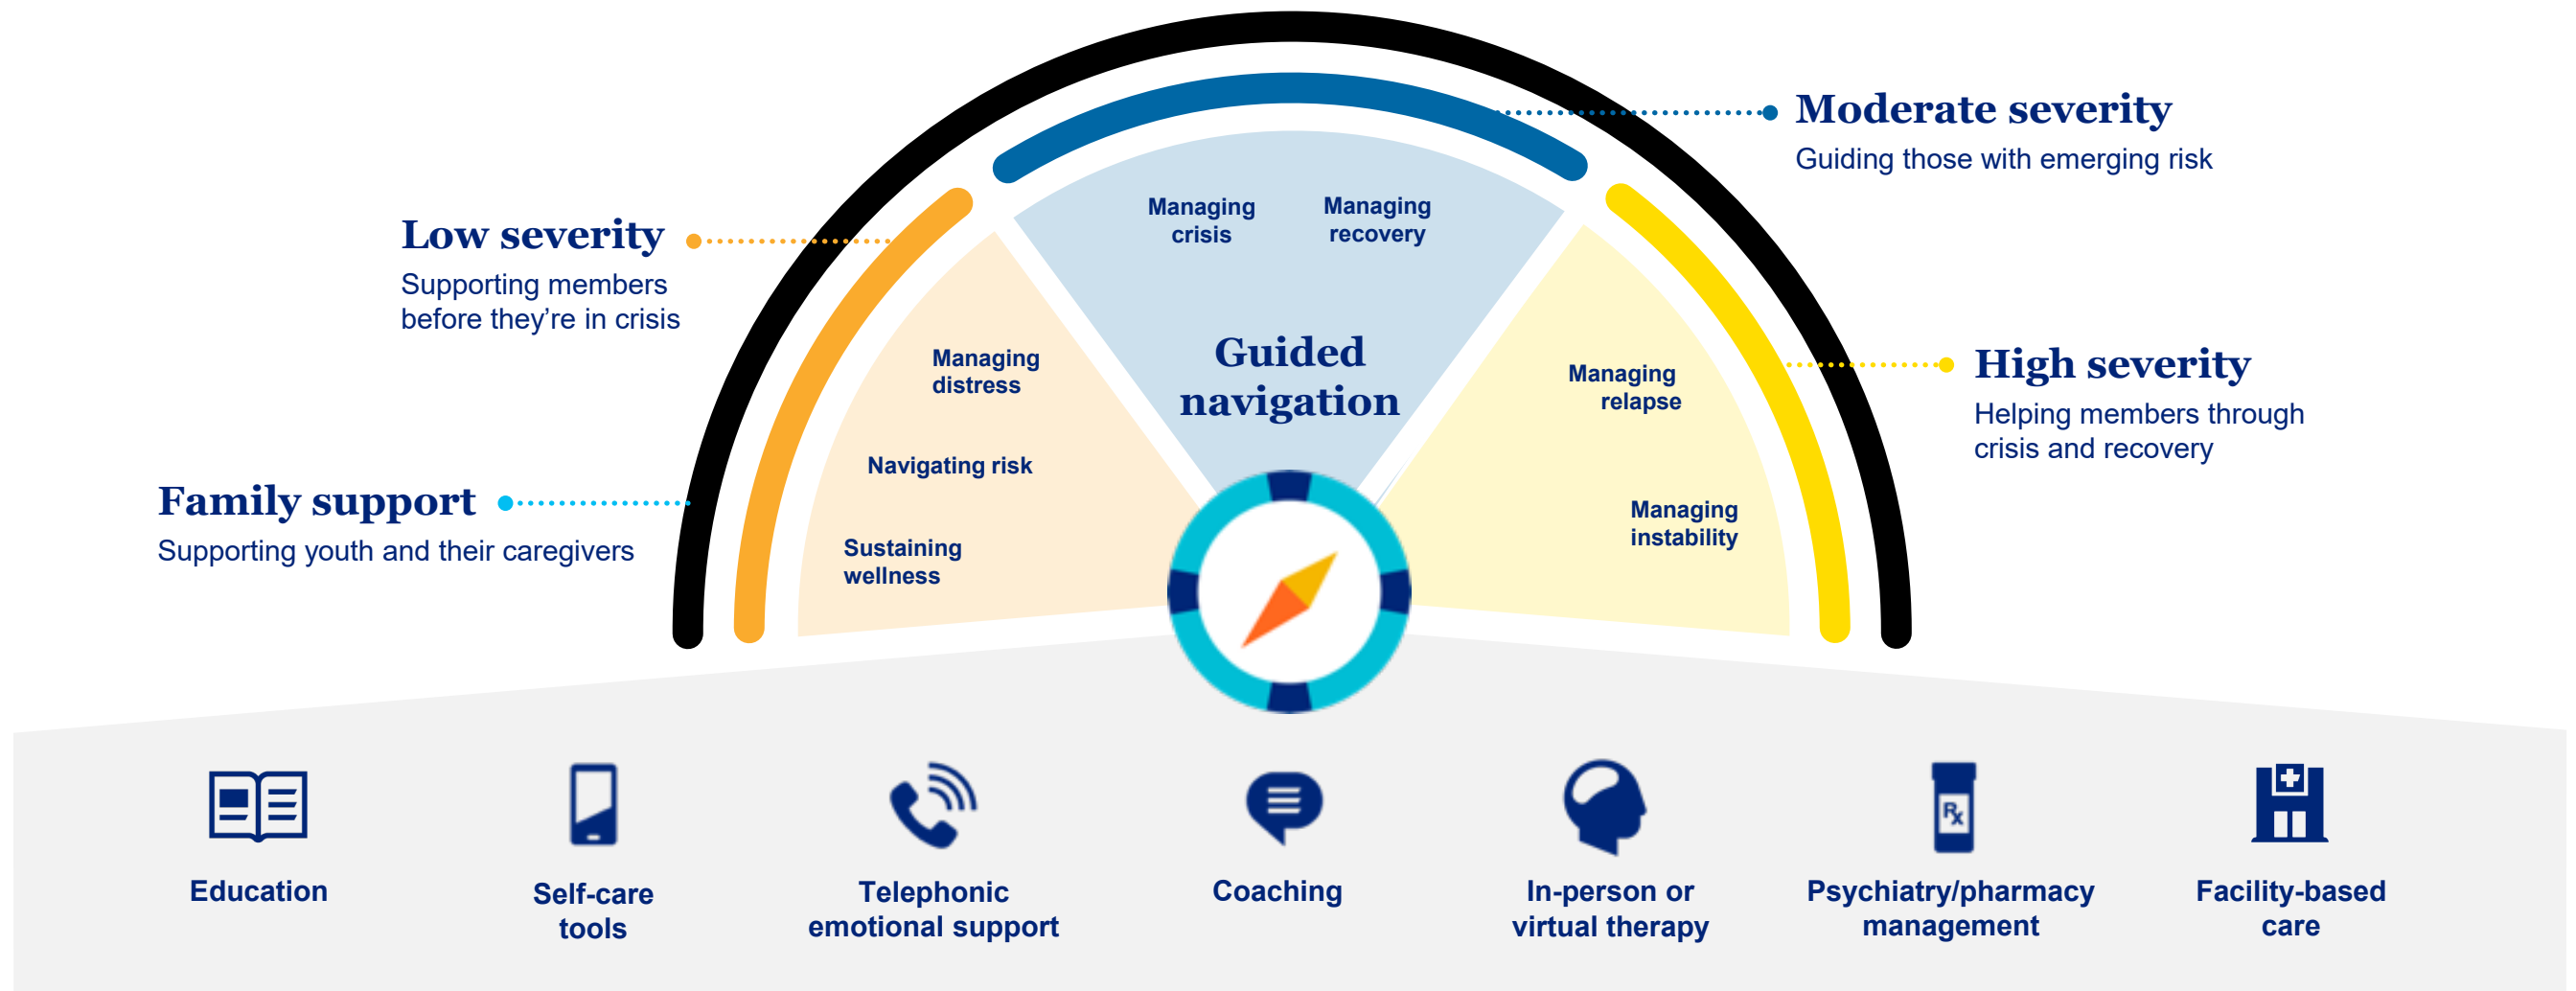 Moderate severity
Guiding those with emerging risk
Low severity
Supporting members
before they’re in crisis
Managing
crisis
Managing
recovery
Guided
navigation
Managing
distress
Navigating risk
Sustaining
wellness
Managing
relapse
Managing
instability
High severity
Helping members through
crisis and recovery
Family support
Supporting youth and their caregivers
Rx
Education
Self-care
tools
Telephonic
emotional support
Coaching
In-person or
virtual therapy
Psychiatry/pharmacy
management
Facility-based
care